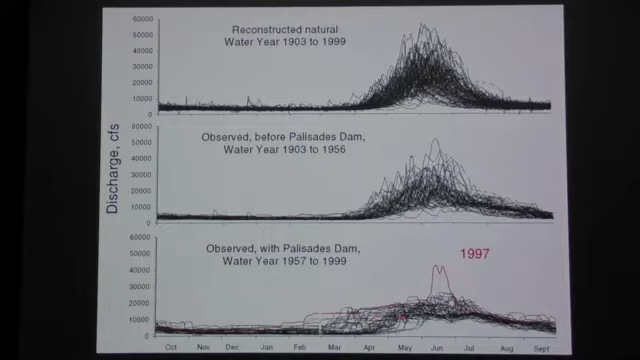 Reconstructed natural
Water Year 1903 to 1999
60000
50000
40000
30000
20000
10000
0
Observed, before Palisades Dam,
Water Year 1903 to 1956
60000
50000
40000
30000
20000
10000
0
Discharge, cfs
Observed, with Palisades Dam,
Water Year 1957 to 1999
1997
60000
50000
40000
30000
20000
10000
0
Oct Nov Dec Jan Feb Mar Apr May Jun Jul Aug Sept